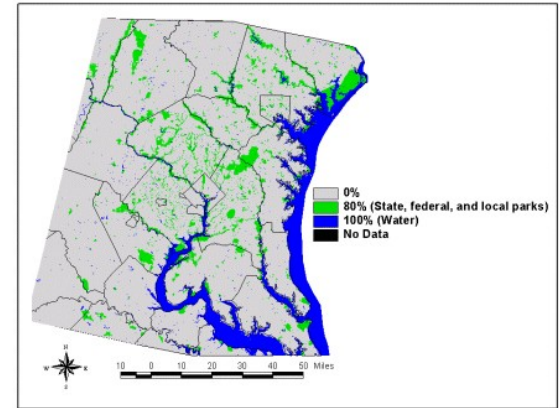 0%
80% (State, federal, and local parks)
100% (Water)
No Data
N
W E
S
10 0 10 20 30 40 50 Miles